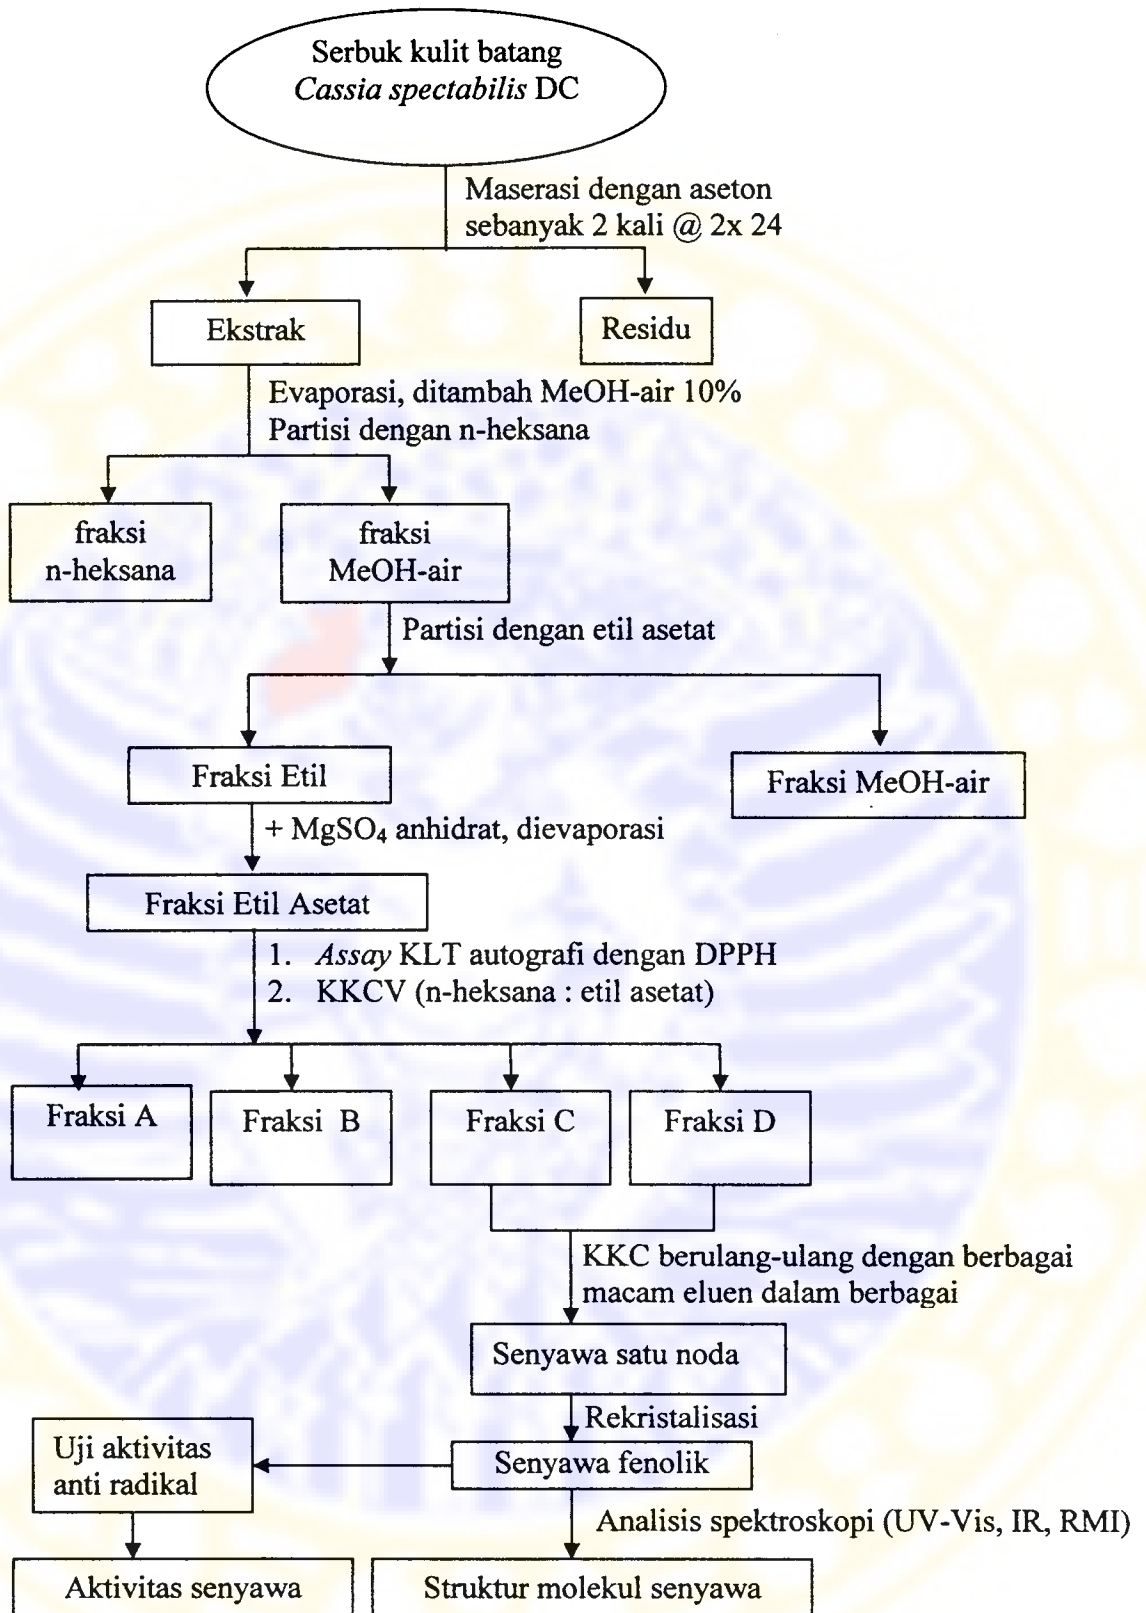 Serbuk kulit batang
Cassia spectabilis DC
Maserasi dengan aseton
sebanyak 2 kali @ 2x 24
Ekstrak
Residu
Evaporasi, ditambah MeOH-air 10%
Partisi dengan n-heksana
fraksi
n-heksana
fraksi
MeOH-air
Partisi dengan etil asetat
Fraksi Etil
Fraksi MeOH-air
+ MgSO₄ anhidrat, dievaporasi
Fraksi Etil Asetat
1. Assay KLT autografi dengan DPPH
2. KKCV (n-heksana : etil asetat)
Fraksi A
Fraksi B
Fraksi C
Fraksi D
KKC berulang-ulang dengan berbagai
macam eluen dalam berbagai
Senyawa satu noda
Rekristalisasi
Uji aktivitas
anti radikal
Senyawa fenolik
Analisis spektroskopi (UV-Vis, IR, RMI)
Aktivitas senyawa
Struktur molekul senyawa